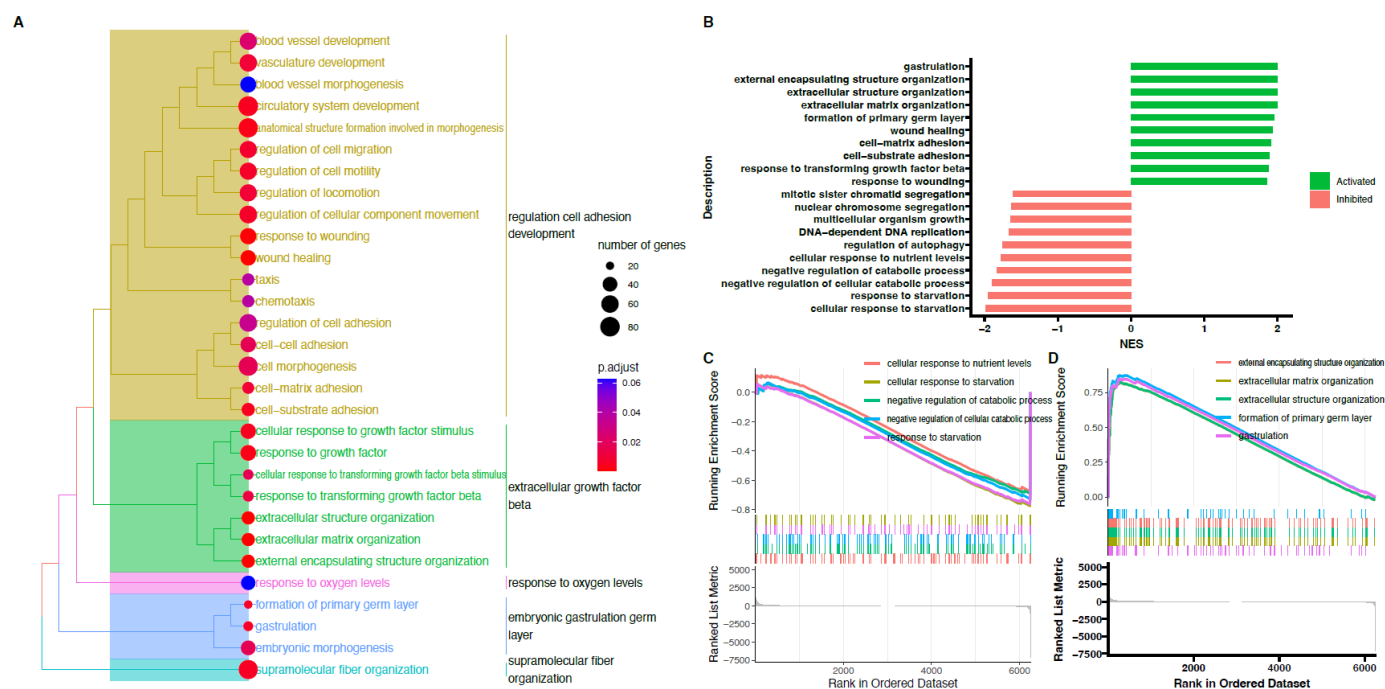 A
blood vessel development
vasculature development
blood vessel morphogenesis
circulatory system development
anatomical structure formation involved in morphogenesis
regulation of cell migration
regulation of cell motility
regulation of locomotion
regulation of cellular component movement
response to wounding
wound healing
taxis
chemotaxis
regulation of cell adhesion
cell−cell adhesion
cell morphogenesis
cell−matrix adhesion
cell−substrate adhesion
cellular response to growth factor stimulus
response to growth factor
cellular response to transforming growth factor beta stimulus
response to transforming growth factor beta
extracellular structure organization
extracellular matrix organization
external encapsulating structure organization
response to oxygen levels
formation of primary germ layer
gastrulation
embryonic morphogenesis
supramolecular fiber organization
regulation cell adhesion
development
extracellular growth factor
beta
response to oxygen levels
embryonic gastrulation germ
layer
supramolecular fiber
organization
number of genes
20
40
60
80
p.adjust
0.06
0.04
0.02
B
Description
gastrulation
external encapsulating structure organization
extracellular structure organization
extracellular matrix organization
formation of primary germ layer
wound healing
cell−matrix adhesion
cell−substrate adhesion
response to transforming growth factor beta
response to wounding
mitotic sister chromatid segregation
nuclear chromosome segregation
multicellular organism growth
DNA−dependent DNA replication
regulation of autophagy
cellular response to nutrient levels
negative regulation of catabolic process
negative regulation of cellular catabolic process
response to starvation
cellular response to starvation
−2 −1 0 1 2
NES
Activated
Inhibited
C
Running Enrichment Score
0.0
−0.2
−0.4
−0.6
−0.8
cellular response to nutrient levels
cellular response to starvation
negative regulation of catabolic process
negative regulation of cellular catabolic process
response to starvation
Ranked List Metric
5000
2500
0
−2500
−5000
−7500
2000 4000 6000
Rank in Ordered Dataset
D
Running Enrichment Score
0.75
0.50
0.25
0.00
external encapsulating structure organization
extracellular matrix organization
extracellular structure organization
formation of primary germ layer
gastrulation
Ranked List Metric
5000
2500
0
−2500
−5000
−7500
2000 4000 6000
Rank in Ordered Dataset